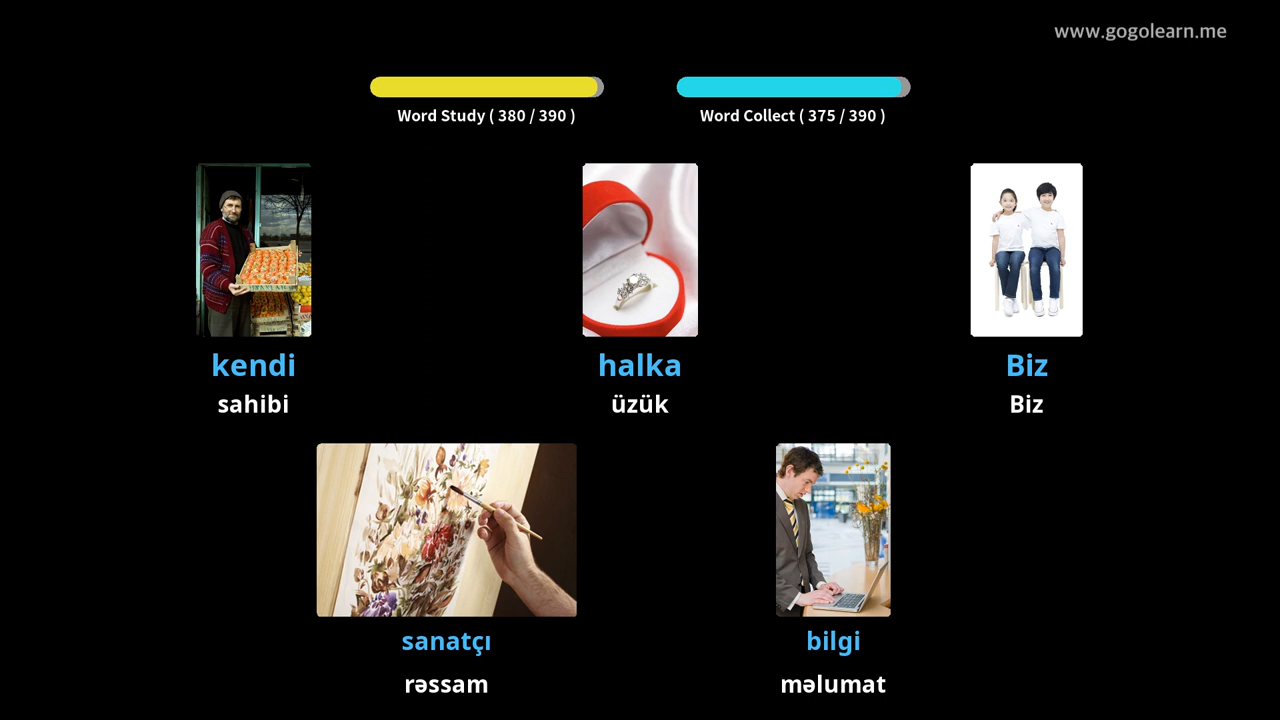 www.gogolearn.me
Word Study ( 380 / 390 )
Word Collect ( 375 / 390 )
kendi
sahibi
halka
üzük
Biz
Biz
sanatçı
rəssam
bilgi
məlumat